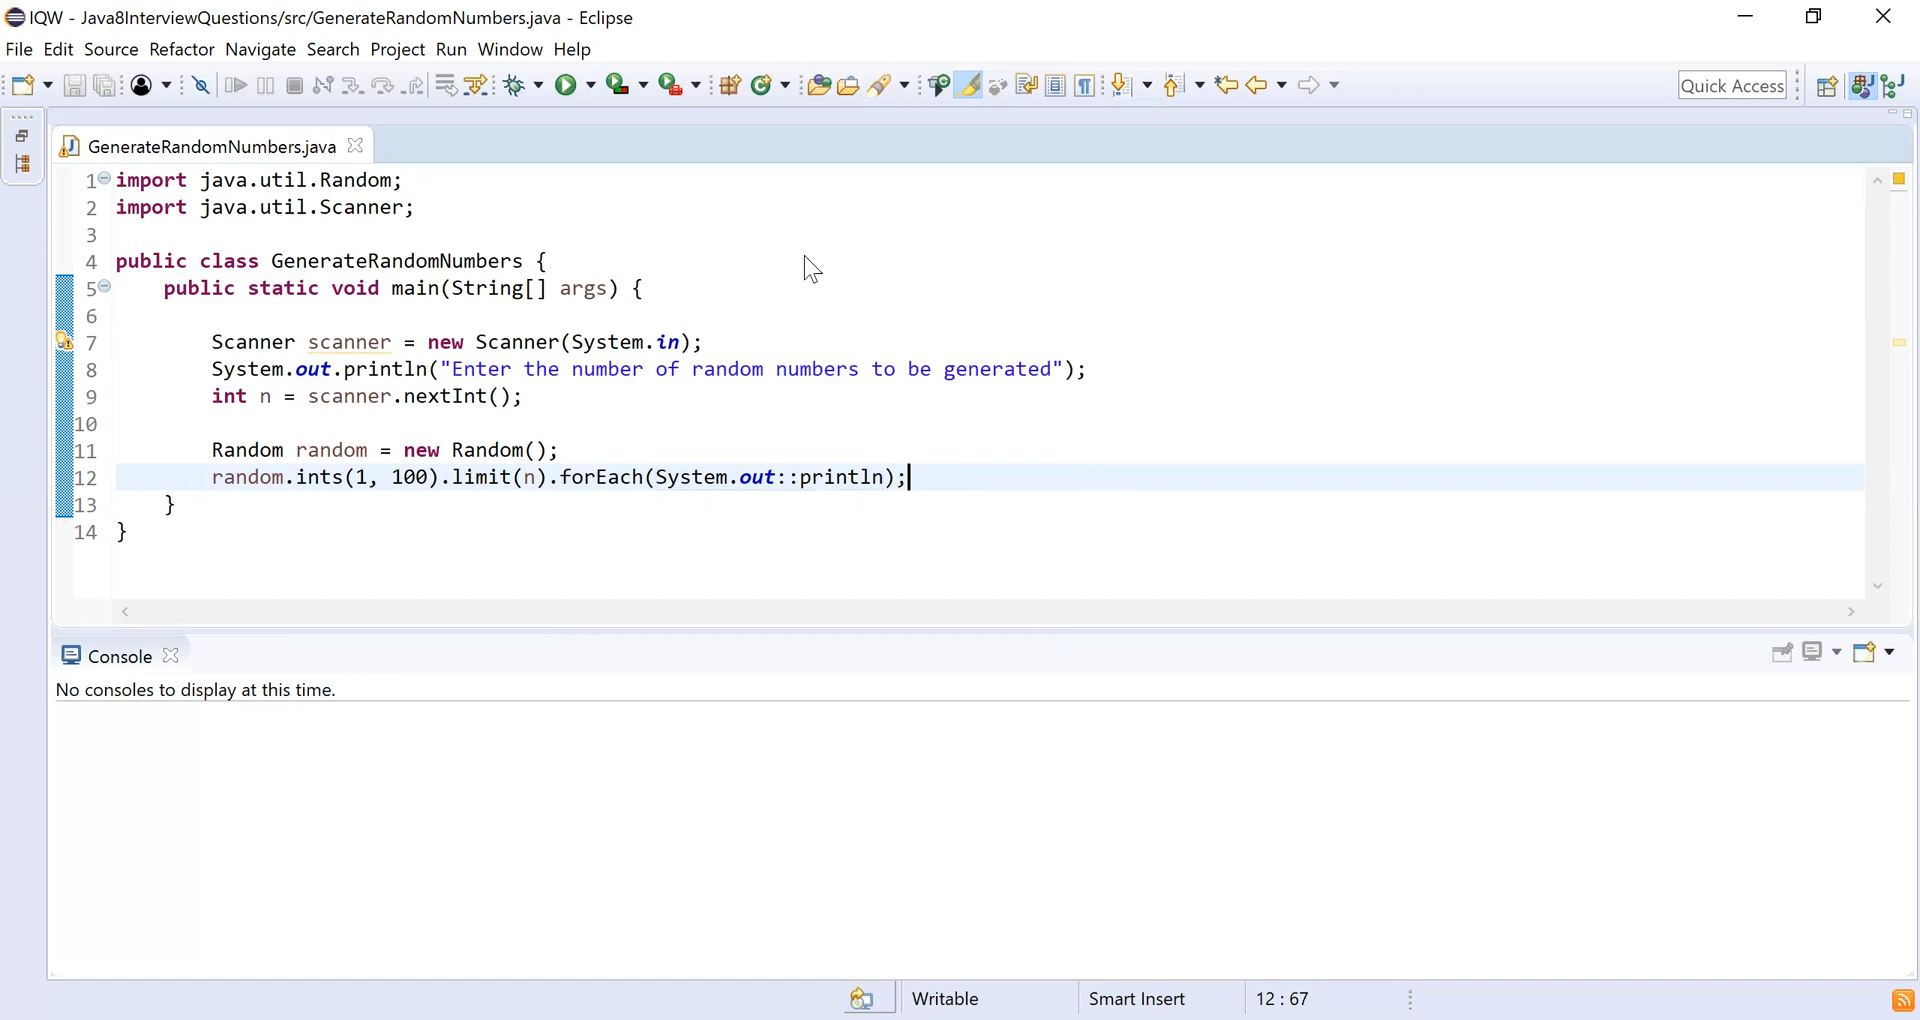 IQW - Java8InterviewQuestions/src/GenerateRandomNumbers.java - Eclipse
File Edit Source Refactor Navigate Search Project Run Window Help
Quick Access
GenerateRandomNumbers.java
1 import java.util.Random;
2 import java.util.Scanner;
3
4 public class GenerateRandomNumbers {
5 public static void main(String[] args) {
6
7 Scanner scanner = new Scanner(System.in);
8 System.out.println("Enter the number of random numbers to be generated");
9 int n = scanner.nextInt();
10
11 Random random = new Random();
12 random.ints(1, 100).limit(n).forEach(System.out::println);
13 }
14 }
Console
No consoles to display at this time.
Writable Smart Insert 12 : 67